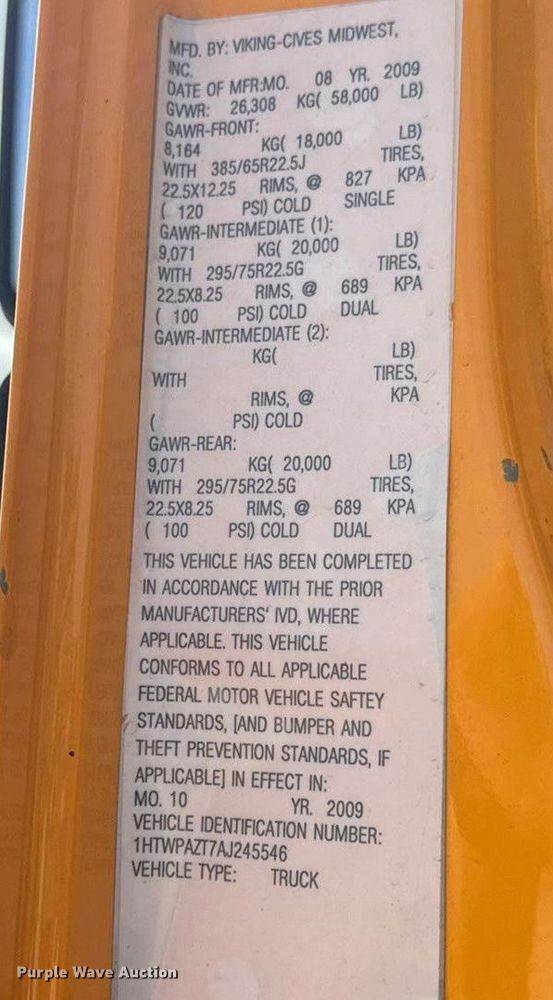 MFD. BY: VIKING-CIVES MIDWEST,
INC.
DATE OF MFR:MO. 08 YR. 2009
GVWR: 26,308 KG( 58,000 LB)
GAWR-FRONT:
8,164 KG( 18,000 LB)
WITH 385/65R22.5J TIRES,
22.5X12.25 RIMS, @ 827 KPA
( 120 PSI) COLD SINGLE
GAWR-INTERMEDIATE (1):
9,071 KG( 20,000 LB)
WITH 295/75R22.5G TIRES,
22.5X8.25 RIMS, @ 689 KPA
( 100 PSI) COLD DUAL
GAWR-INTERMEDIATE (2):
KG( LB)
WITH TIRES,
RIMS, @ KPA
( PSI) COLD
GAWR-REAR:
9,071 KG( 20,000 LB)
WITH 295/75R22.5G TIRES,
22.5X8.25 RIMS, @ 689 KPA
( 100 PSI) COLD DUAL
THIS VEHICLE HAS BEEN COMPLETED
IN ACCORDANCE WITH THE PRIOR
MANUFACTURERS' IVD, WHERE
APPLICABLE. THIS VEHICLE
CONFORMS TO ALL APPLICABLE
FEDERAL MOTOR VEHICLE SAFTEY
STANDARDS, [AND BUMPER AND
THEFT PREVENTION STANDARDS, IF
APPLICABLE] IN EFFECT IN:
MO. 10 YR. 2009
VEHICLE IDENTIFICATION NUMBER:
1HTWPAZT7AJ245546
VEHICLE TYPE: TRUCK
Purple Wave Auction